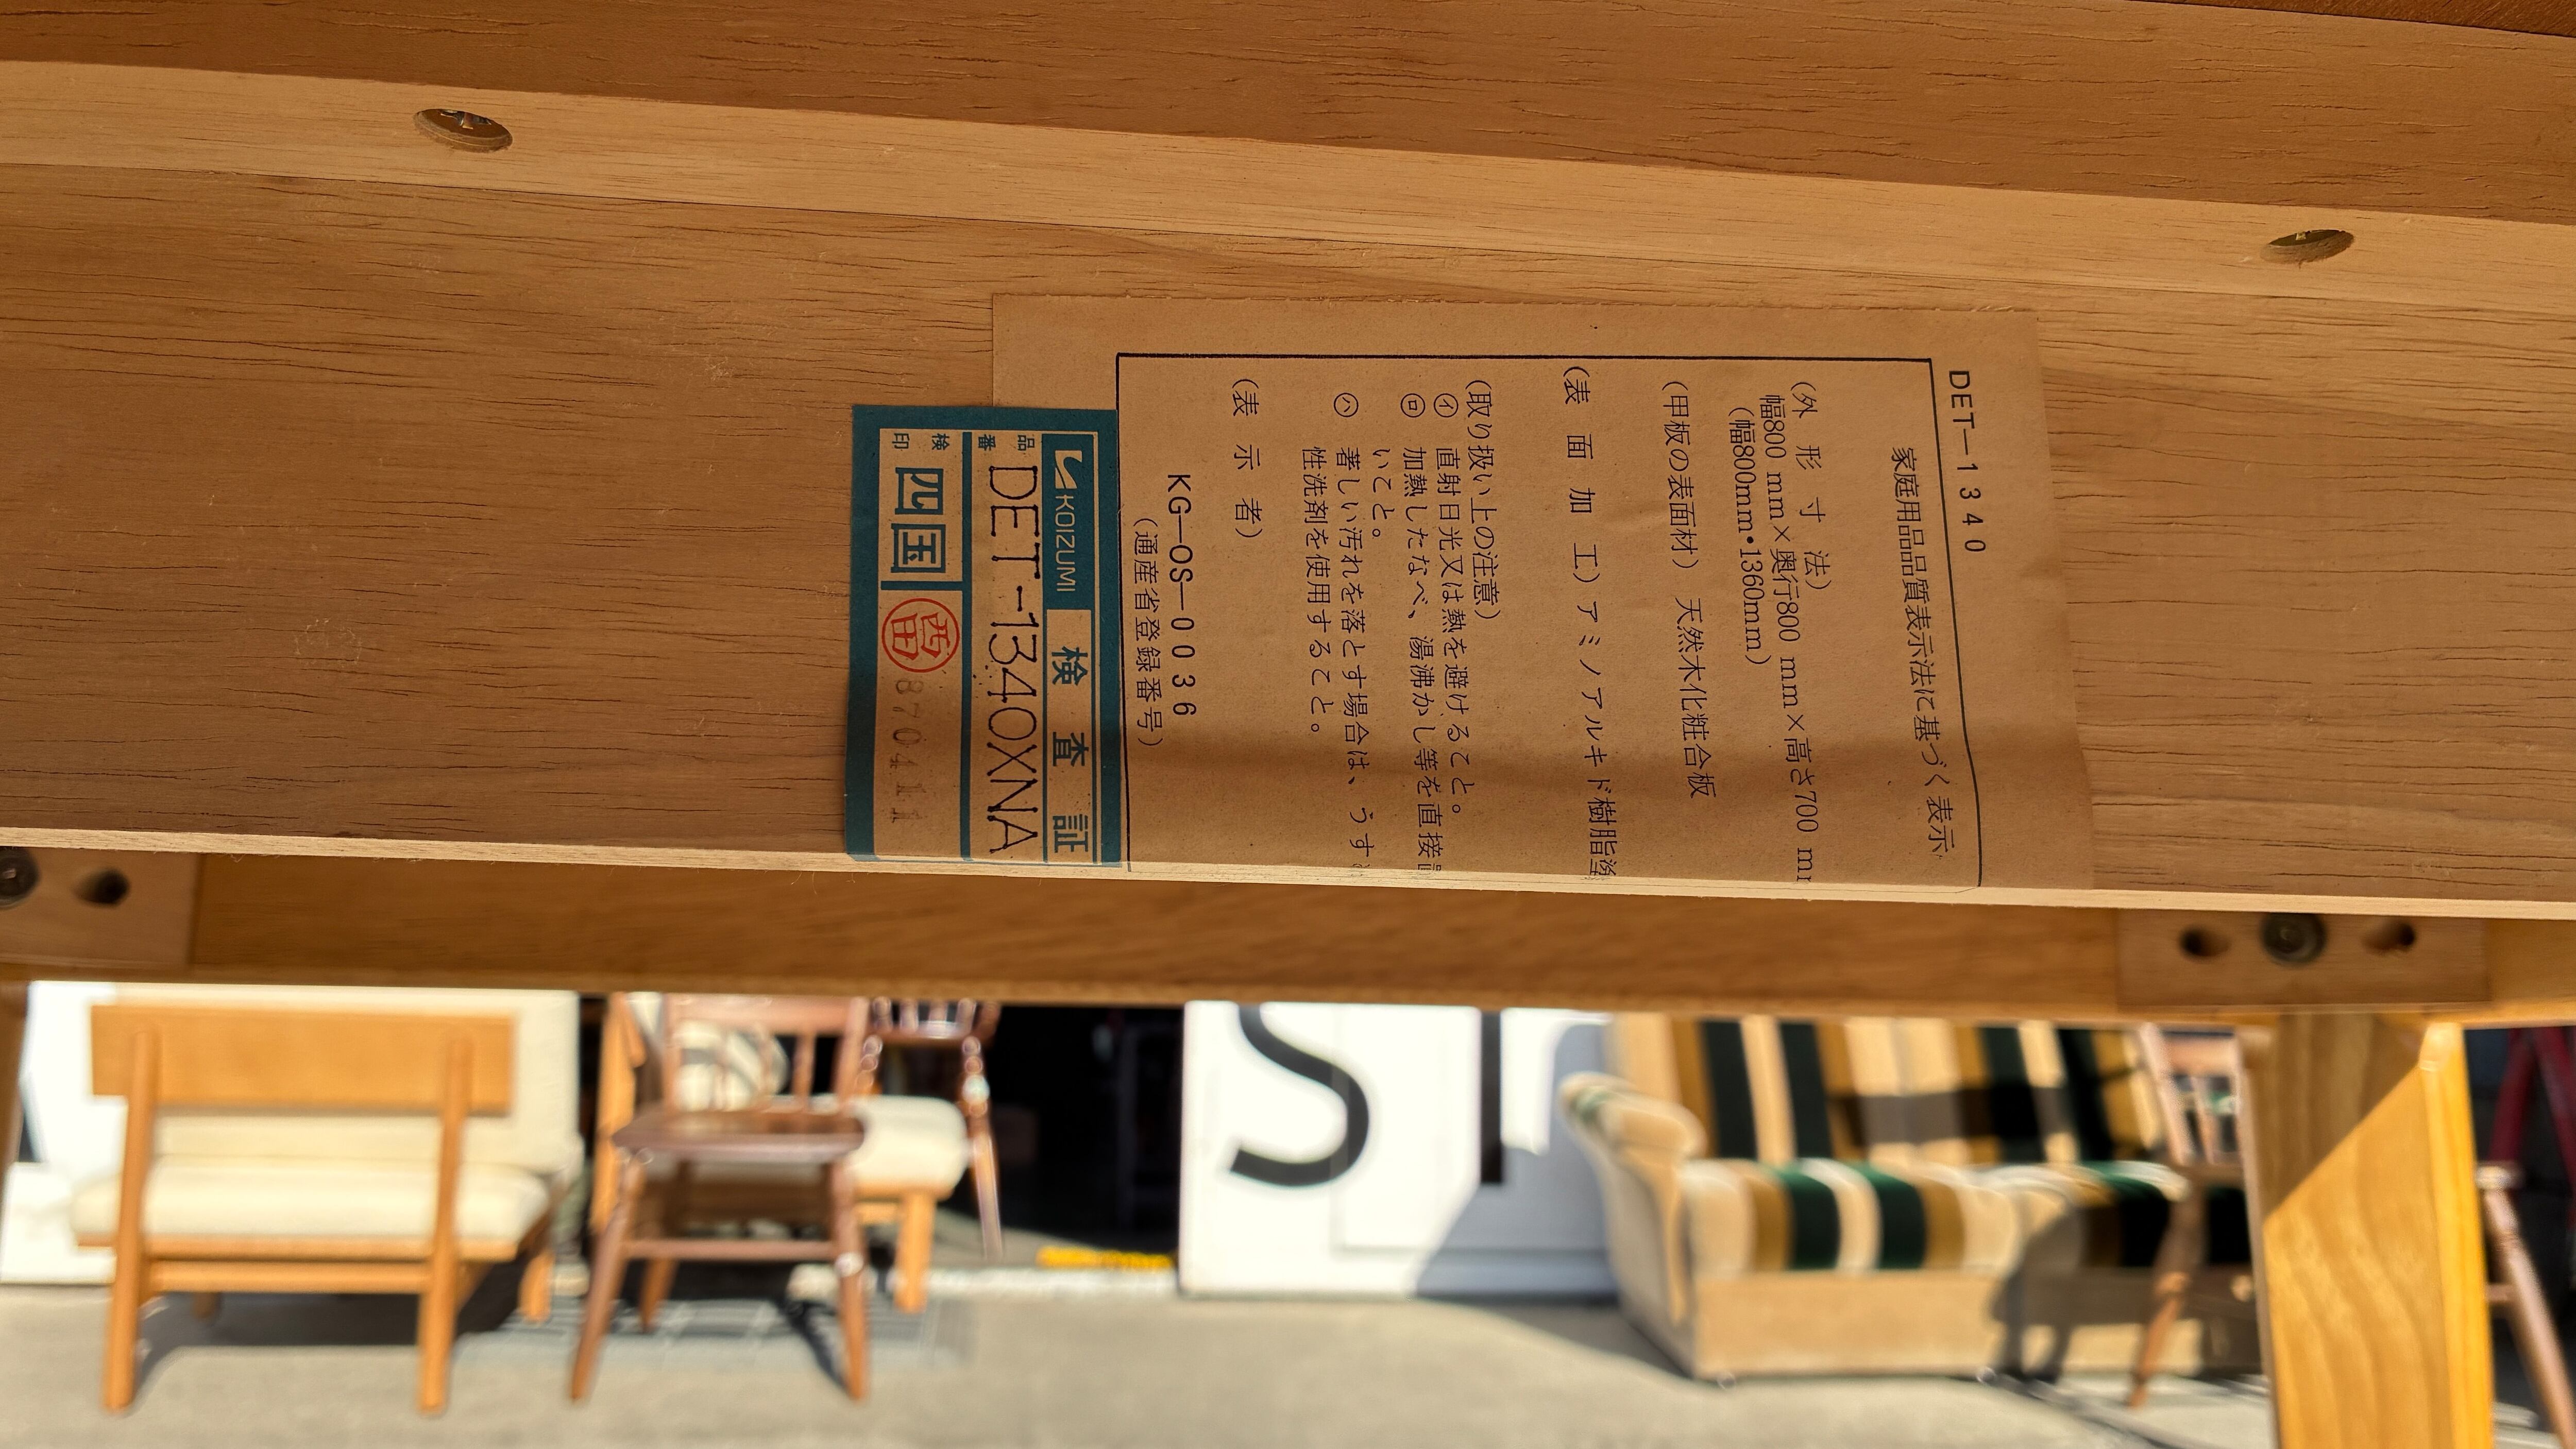 DET-1340
家庭用品品質表示法に基づく表示
(外形寸法)
幅800 mm×奥行800 mm×高さ700
(幅800mm・1360mm)
(甲板の表面材) 天然木化粧合板
(表面加工) アミノアルキド樹脂塗
(取り扱い上の注意)
㋑ 直射日光又は熱を避けること。
㋺ 加熱したなべ、湯沸かし等を直接
いこと。
㋩ 著しい汚れを落とす場合は、うす
性洗剤を使用すること。
(表示者)
KG-OS-0036
(通産省登録番号)
KOIZUMI 検査証
品番 DET-1340XNA
検印 四国 西田 870411
S